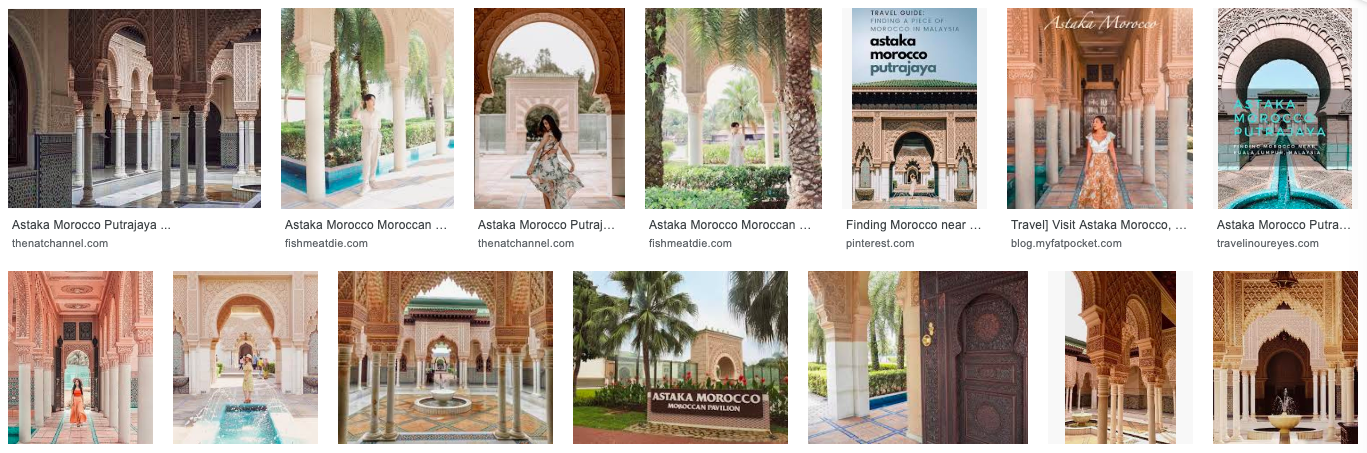 TRAVEL GUIDE:
FINDING A PIECE OF
MOROCCO IN MALAYSIA
astaka
morocco
putrajaya
Astaka Morocco
ASTAKA
MOROCCO
PUTRAJAYA
FINDING MOROCCO NEAR
KUALA LUMPUR, MALAYSIA
Astaka Morocco Putrajaya ...
thenatchannel.com
Astaka Morocco Moroccan ...
fishmeatdie.com
Astaka Morocco Putraj...
thenatchannel.com
Astaka Morocco Moroccan ...
fishmeatdie.com
Finding Morocco near ...
pinterest.com
Travel] Visit Astaka Morocco, ...
blog.myfatpocket.com
Astaka Morocco Putra...
travelinoureyes.com
ASTAKA MOROCCO
MOROCCAN PAVILION